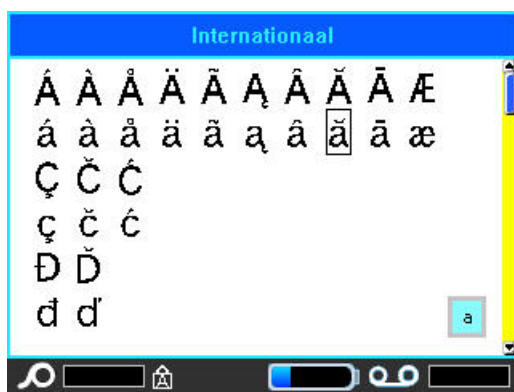 Internationaal
Á À Å Ä Ã Ą Â Ă Ā Æ
á à å ä ã ą â ă ā æ
Ç Č Ć
ç č ć
Đ Ď
đ ď
a